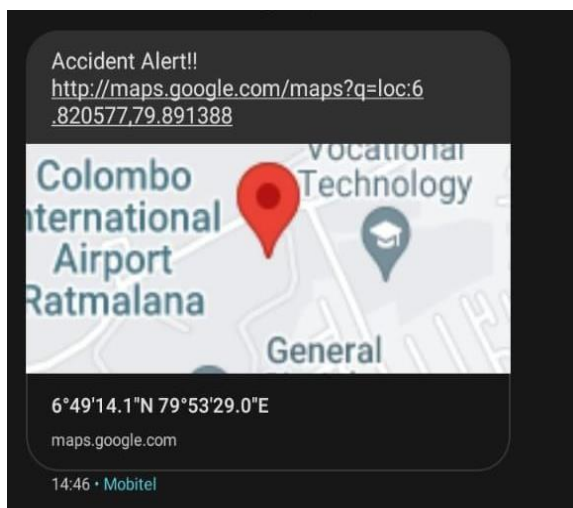 Accident Alert!!
http://maps.google.com/maps?q=loc:6
.820577,79.891388
Vocational
Technology
Colombo
nternational
Airport
Ratmalana
General
6°49'14.1"N 79°53'29.0"E
maps.google.com
14:46 • Mobitel